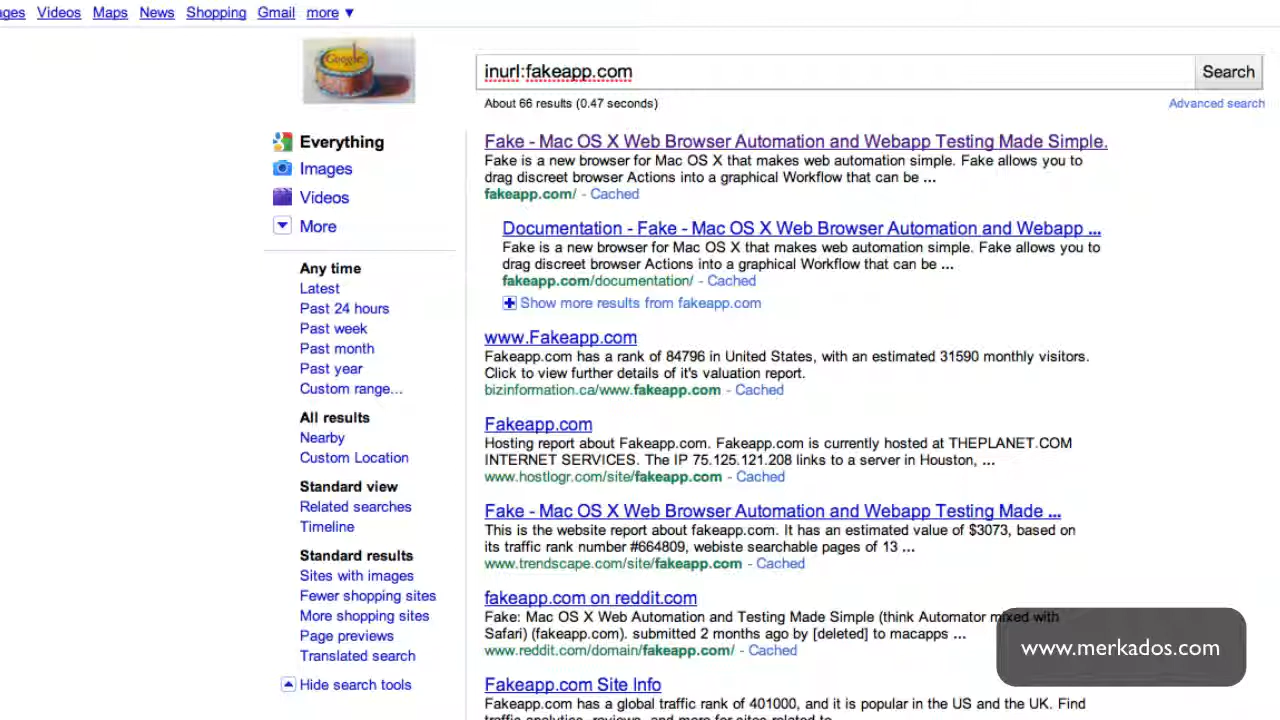 ages Videos Maps News Shopping Gmail more ▼
Google
inurl:fakeapp.com Search
About 66 results (0.47 seconds) Advanced search
Everything
Images
Videos
More
Any time
Latest
Past 24 hours
Past week
Past month
Past year
Custom range...
All results
Nearby
Custom Location
Standard view
Related searches
Timeline
Standard results
Sites with images
Fewer shopping sites
More shopping sites
Page previews
Translated search
Hide search tools
Fake - Mac OS X Web Browser Automation and Webapp Testing Made Simple.
Fake is a new browser for Mac OS X that makes web automation simple. Fake allows you to
drag discreet browser Actions into a graphical Workflow that can be ...
fakeapp.com/ - Cached
Documentation - Fake - Mac OS X Web Browser Automation and Webapp ...
Fake is a new browser for Mac OS X that makes web automation simple. Fake allows you to
drag discreet browser Actions into a graphical Workflow that can be ...
fakeapp.com/documentation/ - Cached
Show more results from fakeapp.com
www.Fakeapp.com
Fakeapp.com has a rank of 84796 in United States, with an estimated 31590 monthly visitors.
Click to view further details of it's valuation report.
bizinformation.ca/www.fakeapp.com - Cached
Fakeapp.com
Hosting report about Fakeapp.com. Fakeapp.com is currently hosted at THEPLANET.COM
INTERNET SERVICES. The IP 75.125.121.208 links to a server in Houston, ...
www.hostlogr.com/site/fakeapp.com - Cached
Fake - Mac OS X Web Browser Automation and Webapp Testing Made ...
This is the website report about fakeapp.com. It has an estimated value of $3073, based on
its traffic rank number #664809, webiste searchable pages of 13 ...
www.trendscape.com/site/fakeapp.com - Cached
fakeapp.com on reddit.com
Fake: Mac OS X Web Automation and Testing Made Simple (think Automator mixed with
Safari) (fakeapp.com). submitted 2 months ago by [deleted] to macapps ...
www.reddit.com/domain/fakeapp.com/ - Cached
www.merkados.com
Fakeapp.com Site Info
Fakeapp.com has a global traffic rank of 401000, and it is popular in the US and the UK. Find
traffic analytics, reviews, and more for sites related to